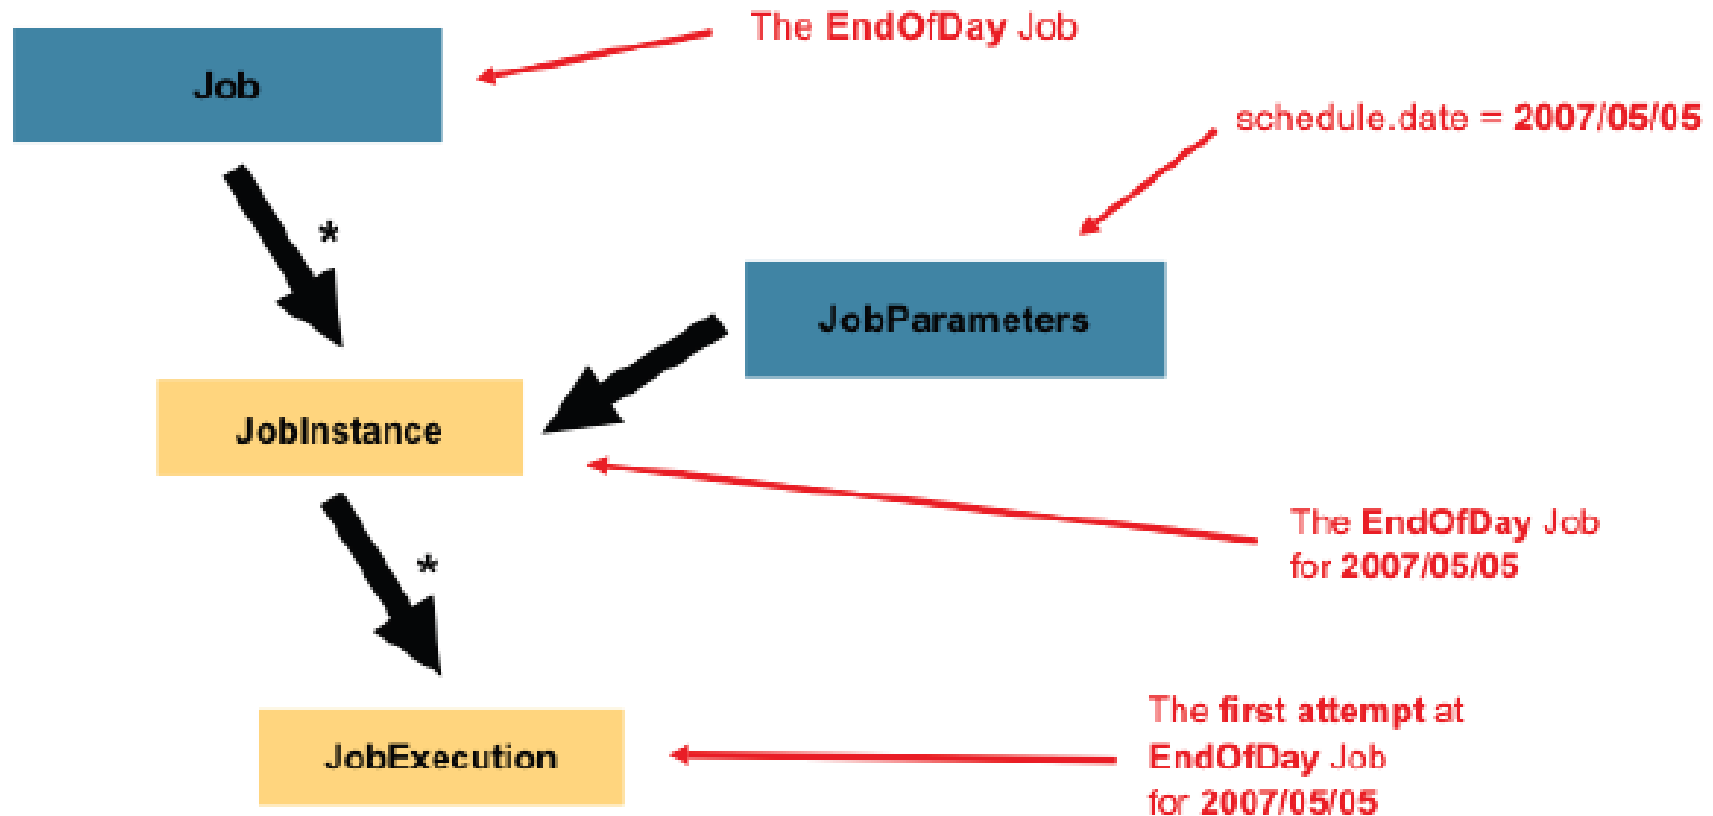 The EndOfDay Job
Job
schedule.date = 2007/05/05
*
JobParameters
JobInstance
The EndOfDay Job
for 2007/05/05
*
The first attempt at
EndOfDay Job
for 2007/05/05
JobExecution